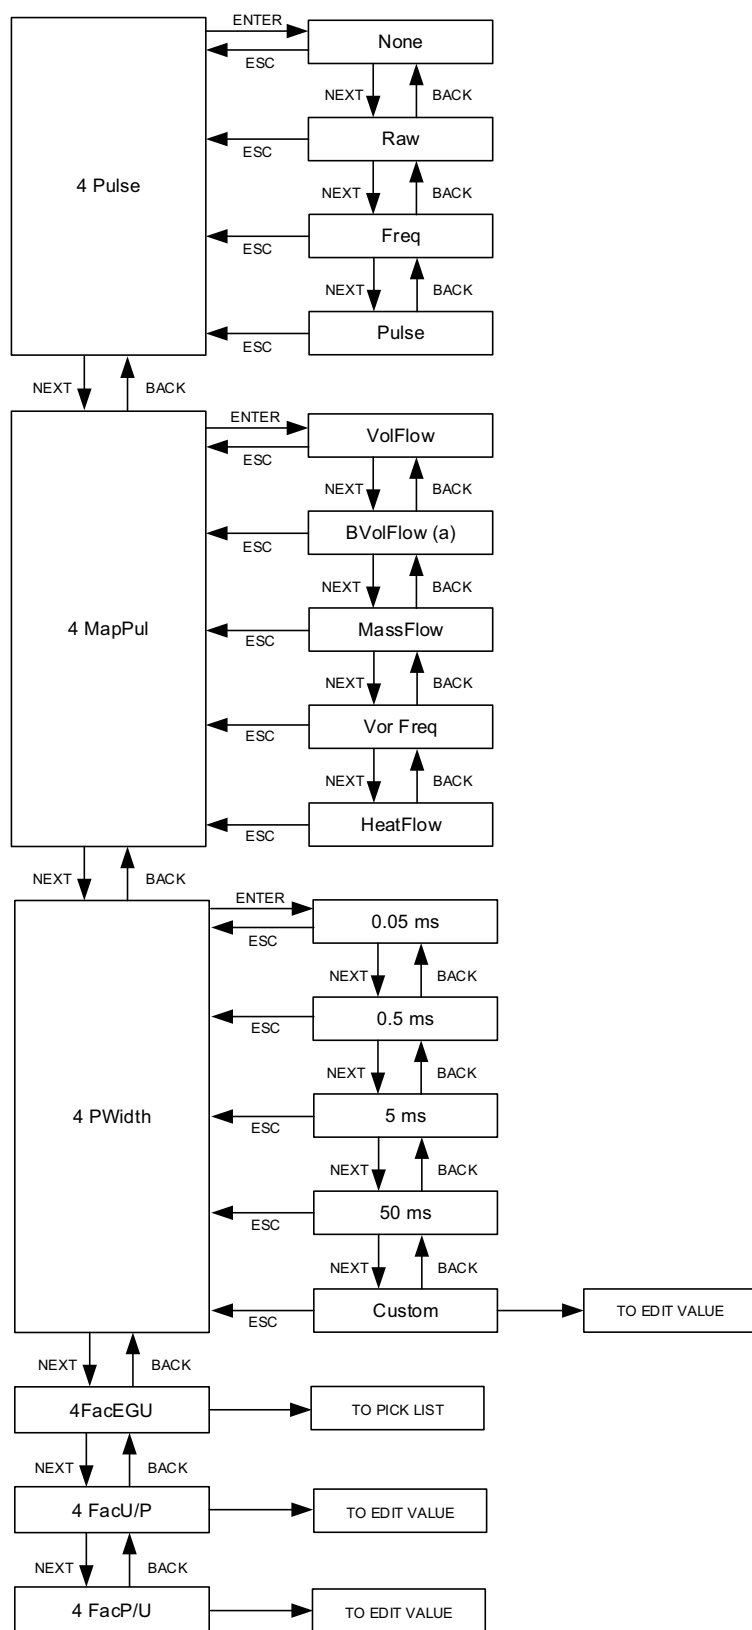 ENTER
None
ESC
NEXT
BACK
Raw
ESC
4 Pulse
NEXT
BACK
Freq
ESC
NEXT
BACK
Pulse
ESC
NEXT
BACK
ENTER
VolFlow
ESC
NEXT
BACK
BVolFlow (a)
ESC
NEXT
BACK
4 MapPul
MassFlow
ESC
NEXT
BACK
Vor Freq
ESC
NEXT
BACK
HeatFlow
ESC
NEXT
BACK
ENTER
0.05 ms
ESC
NEXT
BACK
0.5 ms
ESC
NEXT
BACK
4 PWidth
5 ms
ESC
NEXT
BACK
50 ms
ESC
NEXT
BACK
Custom
TO EDIT VALUE
ESC
NEXT
BACK
4FacEGU
TO PICK LIST
NEXT
BACK
4 FacU/P
TO EDIT VALUE
NEXT
BACK
4 FacP/U
TO EDIT VALUE